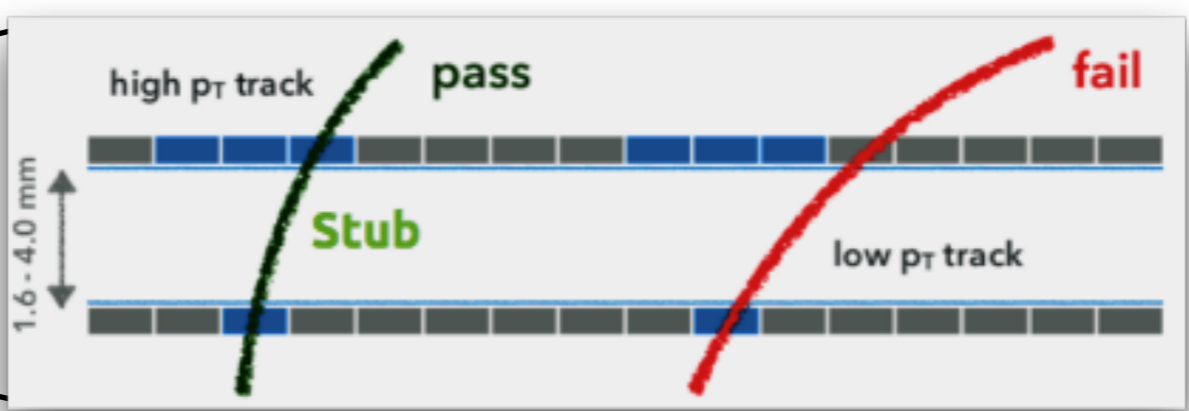 high pT track
pass
fail
1.6 - 4.0 mm
Stub
low pT track